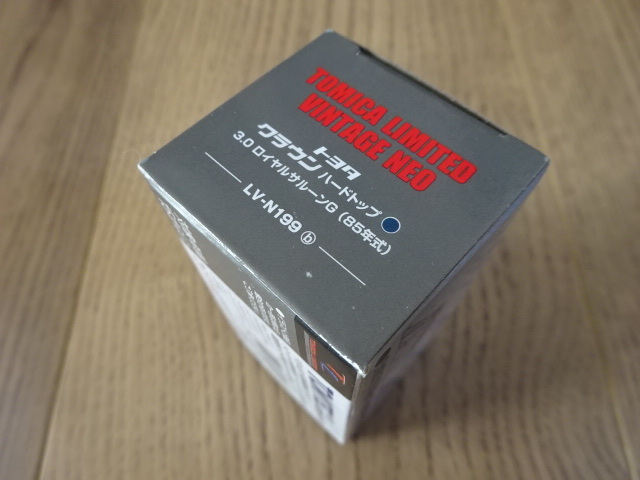 TOMICA LIMITED
VINTAGE NEO
トヨタ
クラウン ハードトップ
3.0 ロイヤルサルーンG (85年式)
LV-N199 ⓑ